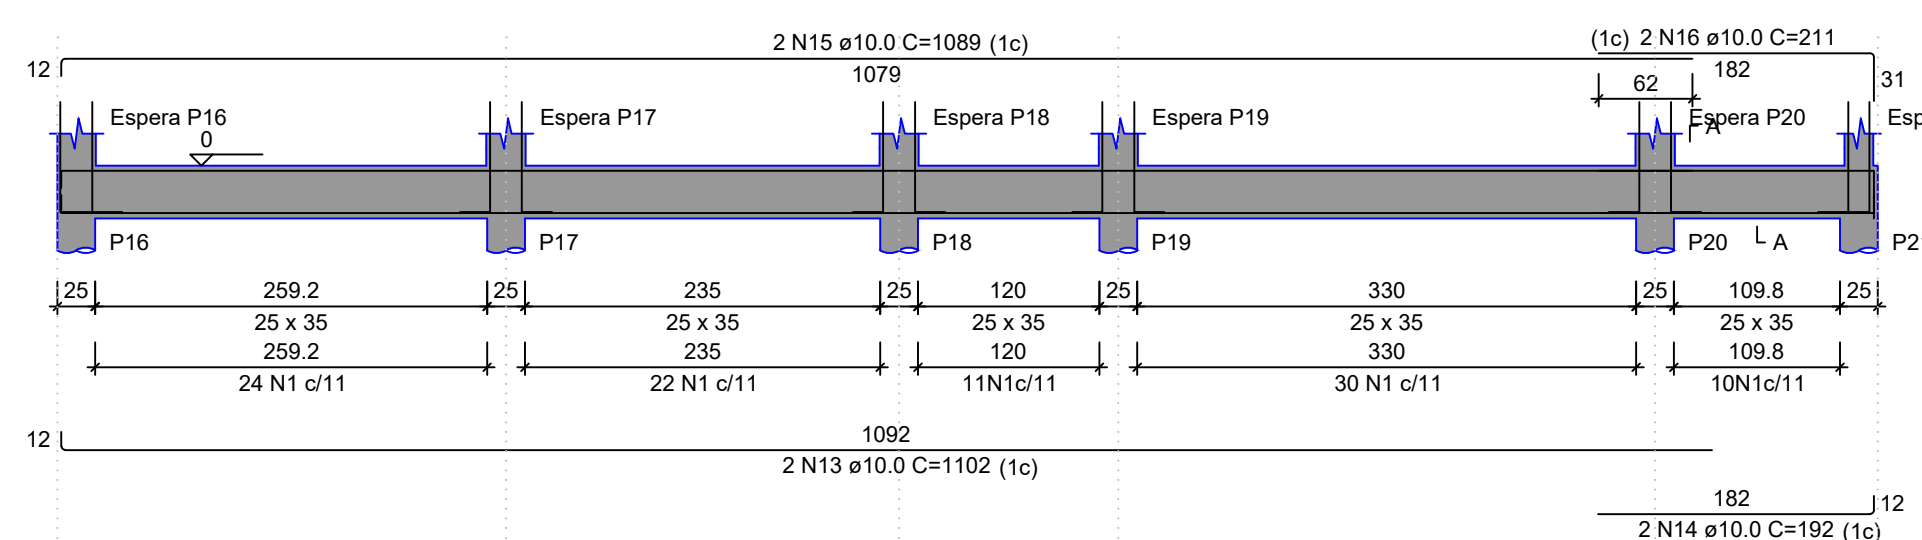 2 N15 ø10.0 C=1089 (1c)
(1c) 2 N16 ø10.0 C=211
12
1079
62
182
31
Espera P16
Espera P17
Espera P18
Espera P19
Espera P20
Esp
0
A
P16
P17
P18
P19
P20
A
P2
25 259.2 25 235 25 120 25 330 25 109.8 25
25 x 35 25 x 35 25 x 35 25 x 35 25 x 35
259.2 235 120 330 109.8
24 N1 c/11 22 N1 c/11 11N1c/11 30 N1 c/11 10N1c/11
12
1092
2 N13 ø10.0 C=1102 (1c)
182
12
2 N14 ø10.0 C=192 (1c)